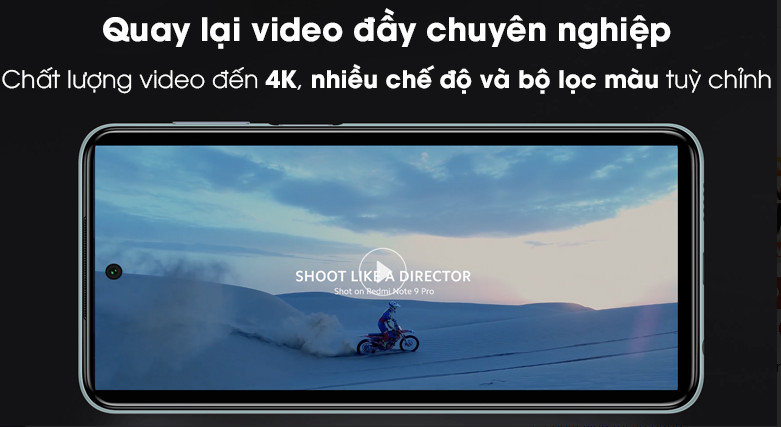 Quay lại video đầy chuyên nghiệp
Chất lượng video đến 4K, nhiều chế độ và bộ lọc màu tuỳ chỉnh
SHOOT LIKE A DIRECTOR
Shot on Redmi Note 9 Pro